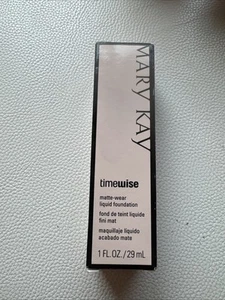 MARY KAY
timewise
matte-wear
liquid foundation
fond de teint liquide
fini mat
maquillaje líquido
acabado mate
1 FL. OZ. / 29 mL